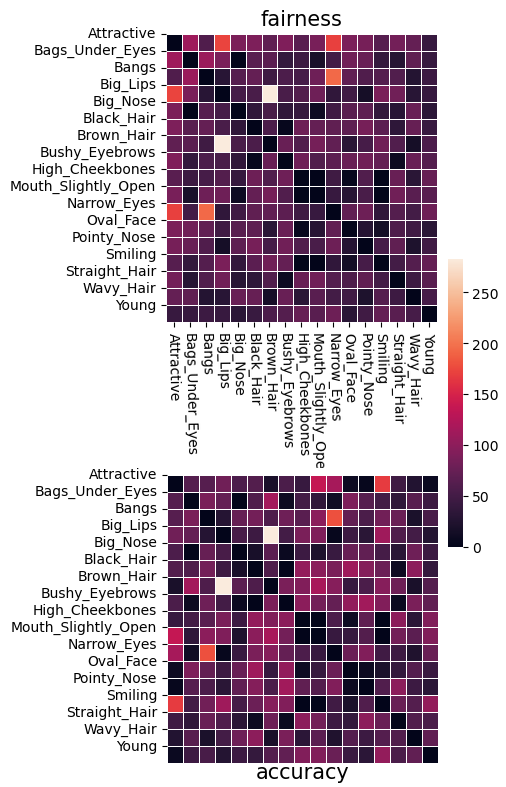 fairness
Attractive
Bags_Under_Eyes
Bangs
Big_Lips
Big_Nose
Black_Hair
Brown_Hair
Bushy_Eyebrows
High_Cheekbones
Mouth_Slightly_Open
Narrow_Eyes
Oval_Face
Pointy_Nose
Smiling
Straight_Hair
Wavy_Hair
Young
Attractive
Bags_Under_Eyes
Bangs
Big_Lips
Big_Nose
Black_Hair
Brown_Hair
Bushy_Eyebrows
High_Cheekbones
Mouth_Slightly_Ope
Narrow_Eyes
Oval_Face
Pointy_Nose
Smiling
Straight_Hair
Wavy_Hair
Young
250
200
150
100
50
0
Attractive
Bags_Under_Eyes
Bangs
Big_Lips
Big_Nose
Black_Hair
Brown_Hair
Bushy_Eyebrows
High_Cheekbones
Mouth_Slightly_Open
Narrow_Eyes
Oval_Face
Pointy_Nose
Smiling
Straight_Hair
Wavy_Hair
Young
accuracy